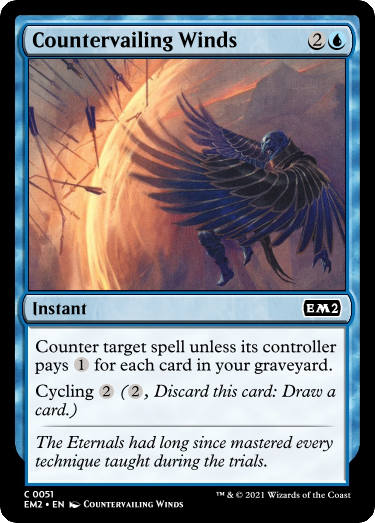 Countervailing Winds 2
Instant
EM2
Counter target spell unless its controller
pays 1 for each card in your graveyard.
Cycling 2 (2, Discard this card: Draw a
card.)
The Eternals had long since mastered every
technique taught during the trials.
C 0051
EM2 • EN Countervailing Winds
™ & © 2021 Wizards of the Coast